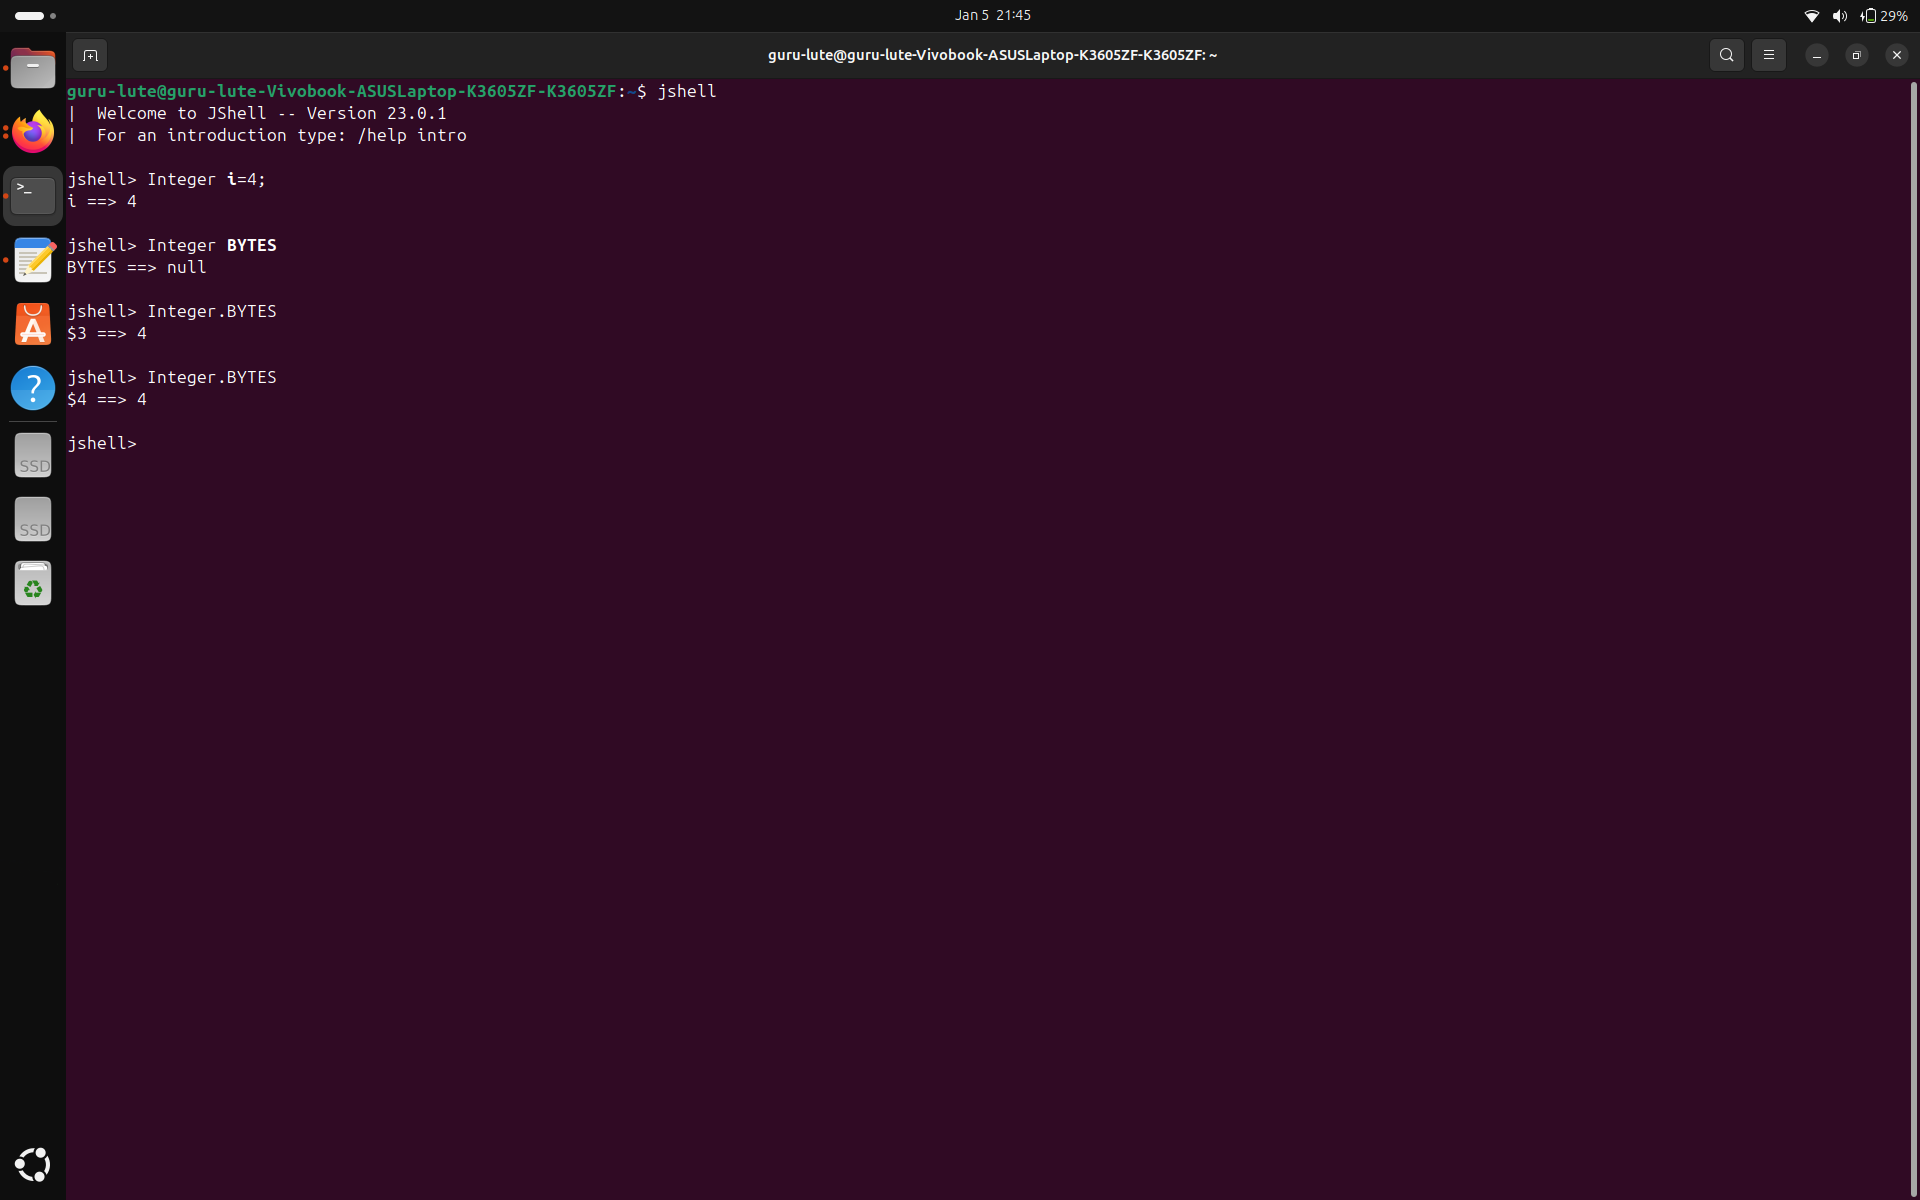 Jan 5 21:45
29%
guru-lute@guru-lute-Vivobook-ASUSLaptop-K3605ZF-K3605ZF: ~
guru-lute@guru-lute-Vivobook-ASUSLaptop-K3605ZF-K3605ZF:~$ jshell
|  Welcome to JShell -- Version 23.0.1
|  For an introduction type: /help intro
jshell> Integer i=4;
i ==> 4
jshell> Integer BYTES
BYTES ==> null
jshell> Integer.BYTES
$3 ==> 4
jshell> Integer.BYTES
$4 ==> 4
jshell>
SSD
SSD